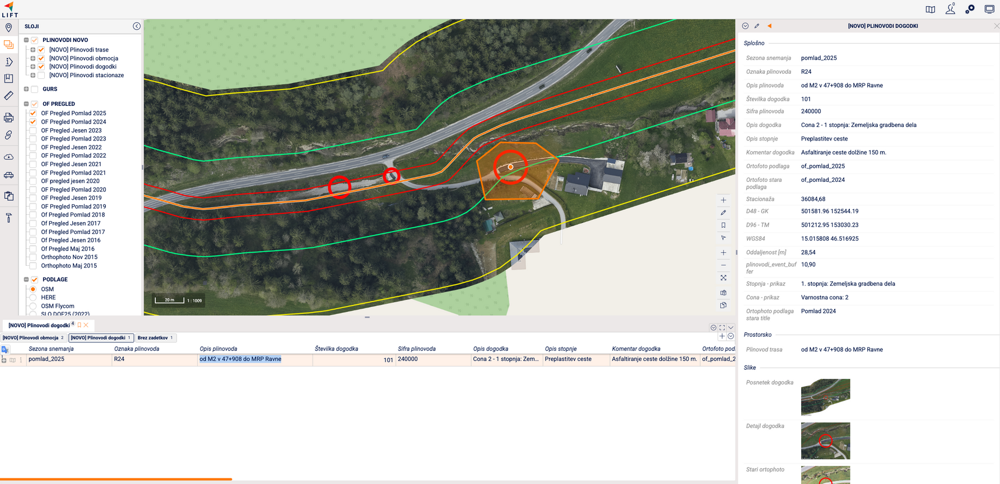 LIFT
0
SLOJI
PLINOVODI NOVO
[NOVO] Plinovodi trase
[NOVO] Plinovodi obmocja
[NOVO] Plinovodi dogodki
[NOVO] Plinovodi stacionaze
GURS
OF PREGLED
OF Pregled Pomlad 2025
OF Pregled Pomlad 2024
OF Pregled Jesen 2023
OF Pregled Pomlad 2023
OF Pregled Jesen 2022
OF Pregled Pomlad 2022
OF Pregled Jesen 2021
OF Pregled Pomlad 2021
OF pregled jesen 2020
OF Pregled Pomlad 2020
OF Pregled Jesen 2019
OF Pregled Pomlad 2019
Of Pregled Pomlad 2018
Of Pregled Jesen 2017
Of Pregled Pomlad 2017
Of Pregled Jesen 2016
Of Pregled Maj 2016
Orthophoto Nov 2015
Orthophoto Maj 2015
PODLAGE
OSM
HERE
OSM Flycom
SLO DOF25 (2022)
20 m
1 : 1009
[NOVO] PLINOVODI DOGODKI
Splošno
Sezona snemanja pomlad_2025
Oznaka plinovoda R24
Opis plinovoda od M2 v 47+908 do MRP Ravne
Številka dogodka 101
Sifra plinovoda 240000
Opis dogodka Cona 2 - 1 stopnja: Zemeljska gradbena dela
Opis stopnje Preplastitev ceste
Komentar dogodka Asfaltiranje ceste dolžine 150 m.
Ortofoto podlaga of_pomlad_2025
Ortofoto stara of_pomlad_2024
podlaga
Stacionaža 36084,68
D48 - GK 501581.96 152544.19
D96 - TM 501212.95 153030.23
WGS84 15.015808 46.516925
Oddaljenost [m] 28,54
plinovodi_event_buf 10,90
fer
Stopnja - prikaz 1. stopnja: Zemeljska gradbena dela
Cona - prikaz Varnostna cona: 2
Ortophoto podlaga Pomlad 2024
stara title
Prostorsko
Plinovod trasa od M2 v 47+908 do MRP Ravne
Slike
Posnetek dogodka
Detajl dogodka
Stari ortophoto
[NOVO] Plinovodi dogodki 4
[NOVO] Plinovodi obmocja 2 [NOVO] Plinovodi dogodki 1 Brez zadetkov 1
Sezona snemanja Oznaka plinovoda Opis plinovoda Številka dogodka Sifra plinovoda Opis dogodka Opis stopnje Komentar dogodka Ortofoto pod
1 pomlad_2025 R24 od M2 v 47+908 do MRP Ravne 101 240000 Cona 2 - 1 stopnja: Zem... Preplastitev ceste Asfaltiranje ceste dolžine 150 m. of_pomlad_2